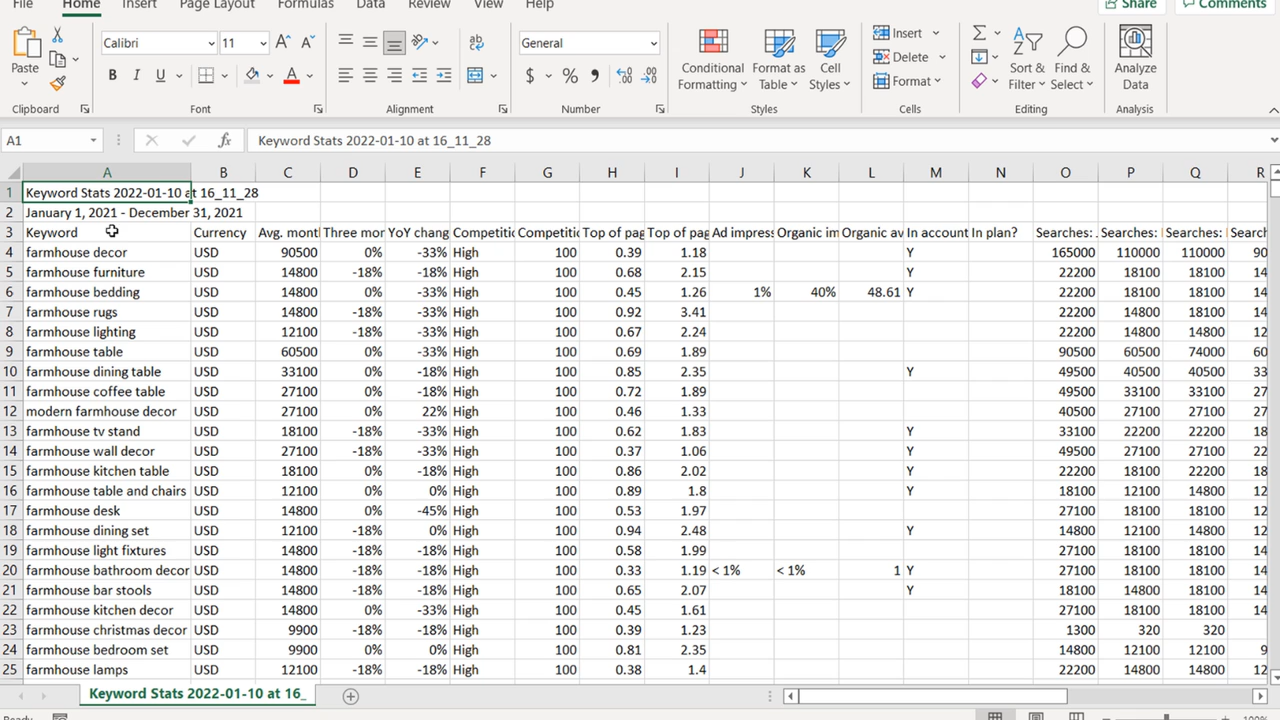 File Home Insert Page Layout Formulas Data Review View Help Share Comments
Calibri 11 General Insert
Paste B I U $ % Conditional Formatting Format as Table Cell Styles Delete Sort & Filter Find & Select Analyze Data
Format
Clipboard Font Alignment Number Styles Cells Editing Analysis
A1 fx Keyword Stats 2022-01-10 at 16_11_28
A B C D E F G H I J K L M N O P Q R
1 Keyword Stats 2022-01-10 at 16_11_28
2 January 1, 2021 - December 31, 2021
3 Keyword Currency Avg. mont Three mor YoY chang Competitio Competitio Top of pag Top of pag Ad impress Organic im Organic av In account In plan? Searches: Searches: Searches: Search
4 farmhouse decor USD 90500 0% -33% High 100 0.39 1.18 Y 165000 110000 110000 90
5 farmhouse furniture USD 14800 -18% -18% High 100 0.68 2.15 Y 22200 18100 18100 14
6 farmhouse bedding USD 14800 0% -33% High 100 0.45 1.26 1% 40% 48.61 Y 22200 18100 18100 14
7 farmhouse rugs USD 14800 -18% -33% High 100 0.92 3.41 22200 14800 18100 14
8 farmhouse lighting USD 12100 -18% -33% High 100 0.67 2.24 22200 14800 14800 12
9 farmhouse table USD 60500 0% -33% High 100 0.69 1.89 90500 60500 74000 60
10 farmhouse dining table USD 33100 0% -18% High 100 0.85 2.35 Y 49500 40500 40500 33
11 farmhouse coffee table USD 27100 0% -18% High 100 0.72 1.89 49500 33100 33100 27
12 modern farmhouse decor USD 27100 0% 22% High 100 0.46 1.33 40500 27100 27100 27
13 farmhouse tv stand USD 18100 -18% -33% High 100 0.62 1.83 Y 33100 22200 22200 18
14 farmhouse wall decor USD 27100 -18% -33% High 100 0.37 1.06 Y 49500 27100 27100 22
15 farmhouse kitchen table USD 18100 0% -18% High 100 0.86 2.02 Y 22200 18100 22200 18
16 farmhouse table and chairs USD 12100 0% 0% High 100 0.89 1.8 Y 18100 12100 14800 12
17 farmhouse desk USD 14800 0% -45% High 100 0.53 1.97 27100 18100 18100 14
18 farmhouse dining set USD 12100 -18% 0% High 100 0.94 2.48 Y 14800 12100 14800 12
19 farmhouse light fixtures USD 14800 -18% -18% High 100 0.58 1.99 27100 18100 18100 14
20 farmhouse bathroom decor USD 14800 -18% -18% High 100 0.33 1.19 < 1% < 1% 1 Y 27100 18100 18100 14
21 farmhouse bar stools USD 14800 -18% -18% High 100 0.65 2.07 Y 18100 14800 18100 14
22 farmhouse kitchen decor USD 14800 0% -33% High 100 0.45 1.61 27100 18100 18100 14
23 farmhouse christmas decor USD 9900 -18% -18% High 100 0.39 1.23 1300 320 320
24 farmhouse bedroom set USD 9900 0% 0% High 100 0.81 2.35 14800 12100 12100 9
25 farmhouse lamps USD 12100 -18% -18% High 100 0.38 1.4 22200 14800 14800 12
Keyword Stats 2022-01-10 at 16_
Ready 100%